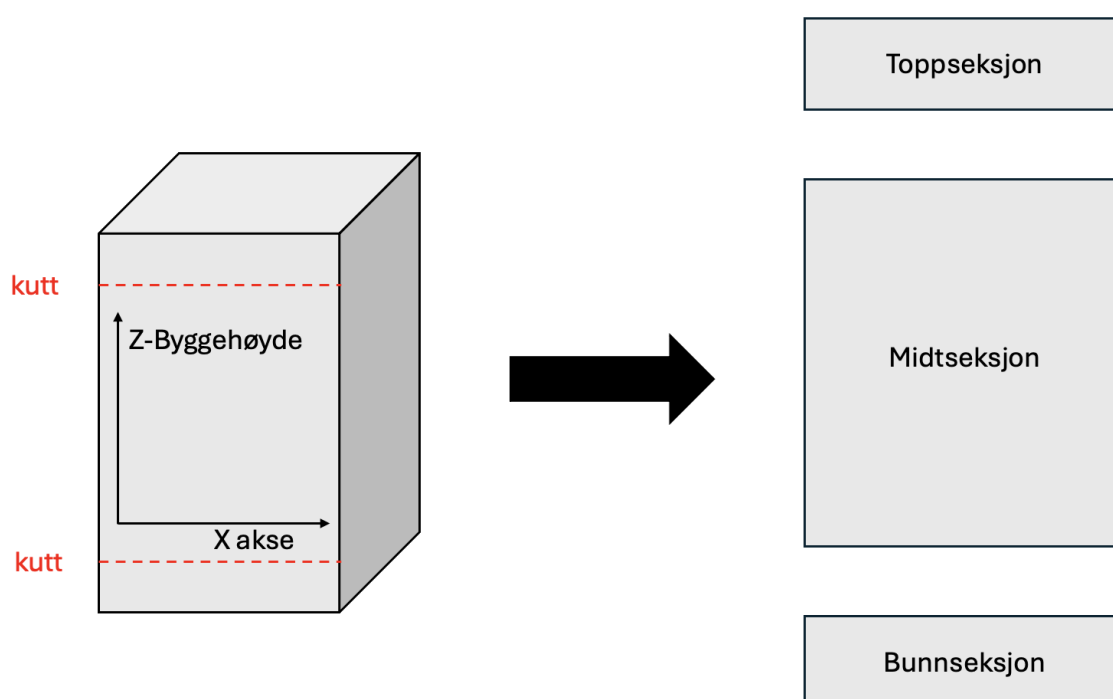 Toppseksjon
kutt
Z-Byggehøyde
Midtseksjon
X akse
kutt
Bunnseksjon